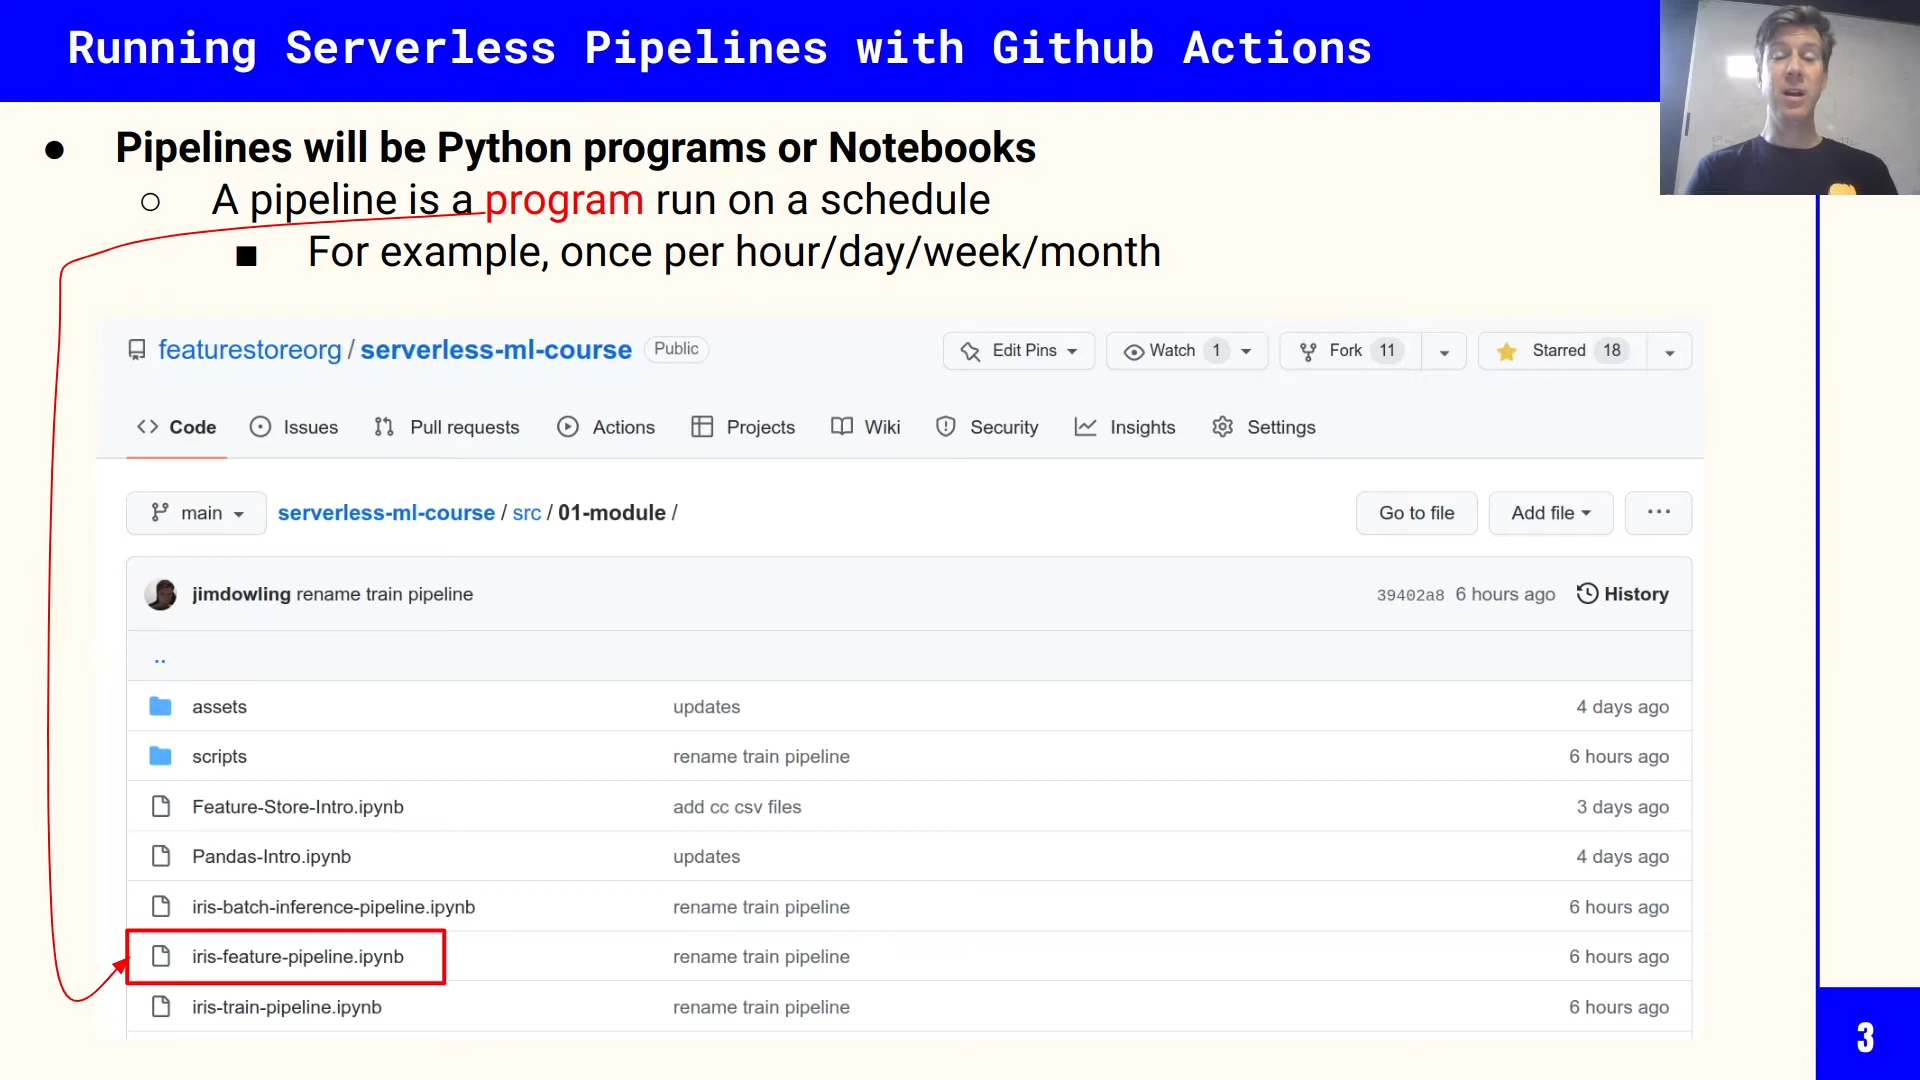 Running Serverless Pipelines with Github Actions
● Pipelines will be Python programs or Notebooks
○ A pipeline is a program run on a schedule
■ For example, once per hour/day/week/month
featurestoreorg / serverless-ml-course Public Edit Pins Watch 1 Fork 11 Starred 18
Code Issues Pull requests Actions Projects Wiki Security Insights Settings
main serverless-ml-course / src / 01-module / Go to file Add file ...
jimdowling rename train pipeline 39402a8 6 hours ago History
..
assets updates 4 days ago
scripts rename train pipeline 6 hours ago
Feature-Store-Intro.ipynb add cc csv files 3 days ago
Pandas-Intro.ipynb updates 4 days ago
iris-batch-inference-pipeline.ipynb rename train pipeline 6 hours ago
iris-feature-pipeline.ipynb rename train pipeline 6 hours ago
iris-train-pipeline.ipynb rename train pipeline 6 hours ago
3